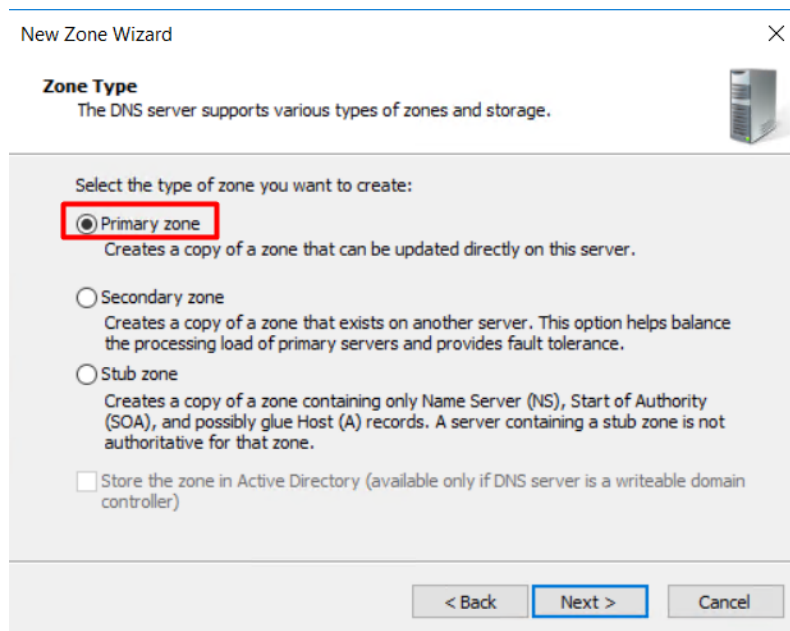 New Zone Wizard
Zone Type
The DNS server supports various types of zones and storage.
Select the type of zone you want to create:
Primary zone
Creates a copy of a zone that can be updated directly on this server.
Secondary zone
Creates a copy of a zone that exists on another server. This option helps balance
the processing load of primary servers and provides fault tolerance.
Stub zone
Creates a copy of a zone containing only Name Server (NS), Start of Authority
(SOA), and possibly glue Host (A) records. A server containing a stub zone is not
authoritative for that zone.
Store the zone in Active Directory (available only if DNS server is a writeable domain
controller)
< Back Next > Cancel